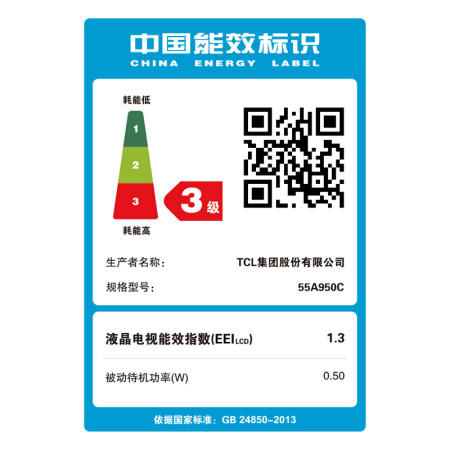 中国能效标识
CHINA ENERGY LABEL
耗能低
1
2
3
3级
耗能高
生产者名称： TCL集团股份有限公司
规格型号： 55A950C
液晶电视能效指数(EEILCD) 1.3
被动待机功率(W) 0.50
依据国家标准：GB 24850-2013